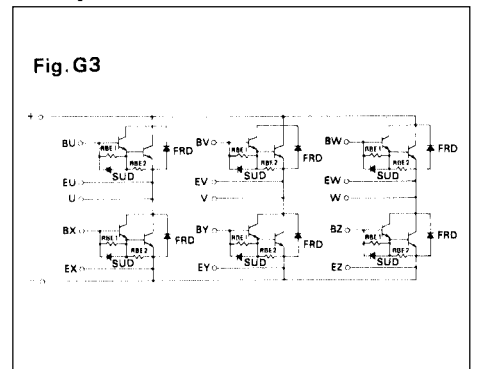 Fig.G3
+
BU RBE1 RBE2 FRD BV RBE1 RBE2 FRD BW RBE1 RBE2 FRD
SUD SUD SUD
EU EV EW
U V W
BX RBE1 RBE2 FRD BY RBE1 RBE2 FRD BZ RBE1 RBE2 FRD
SUD SUD SUD
EX EY EZ
-